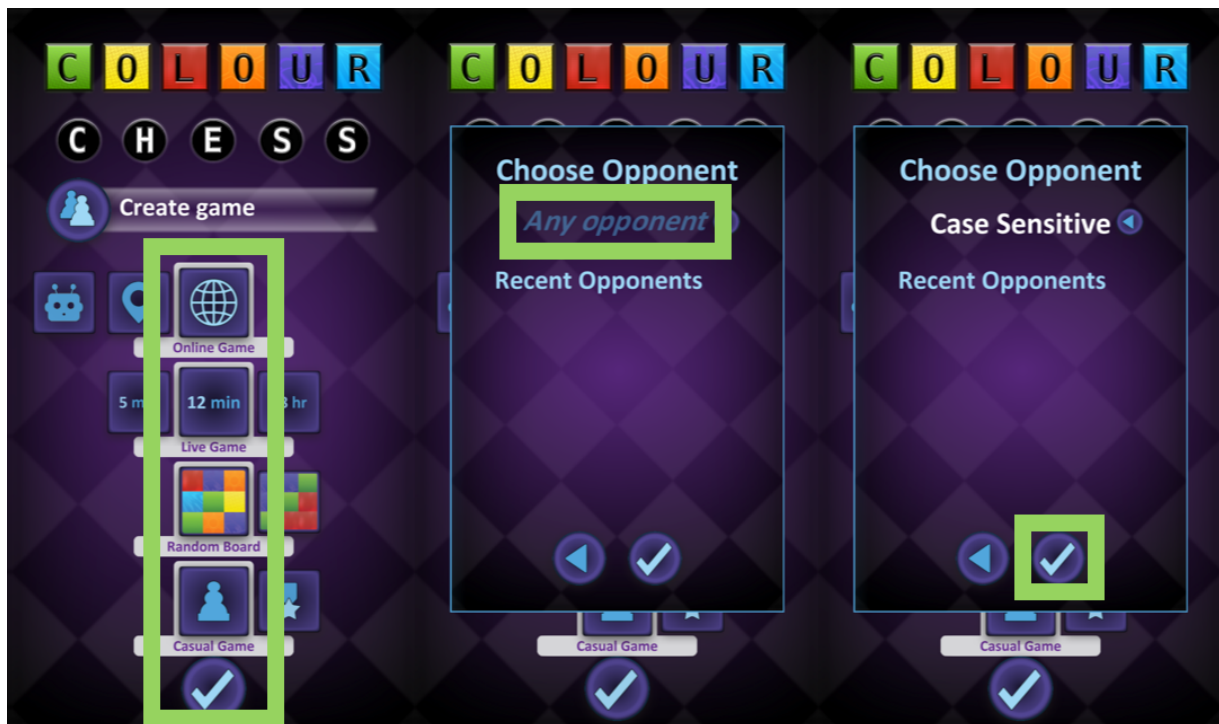 COLOUR
CHESS
Create game
Online Game
5 m
12 min
8 hr
Live Game
Random Board
Casual Game
COLOUR
Choose Opponent
Any opponent
Recent Opponents
Casual Game
COLOUR
Choose Opponent
Case Sensitive
Recent Opponents
Casual Game